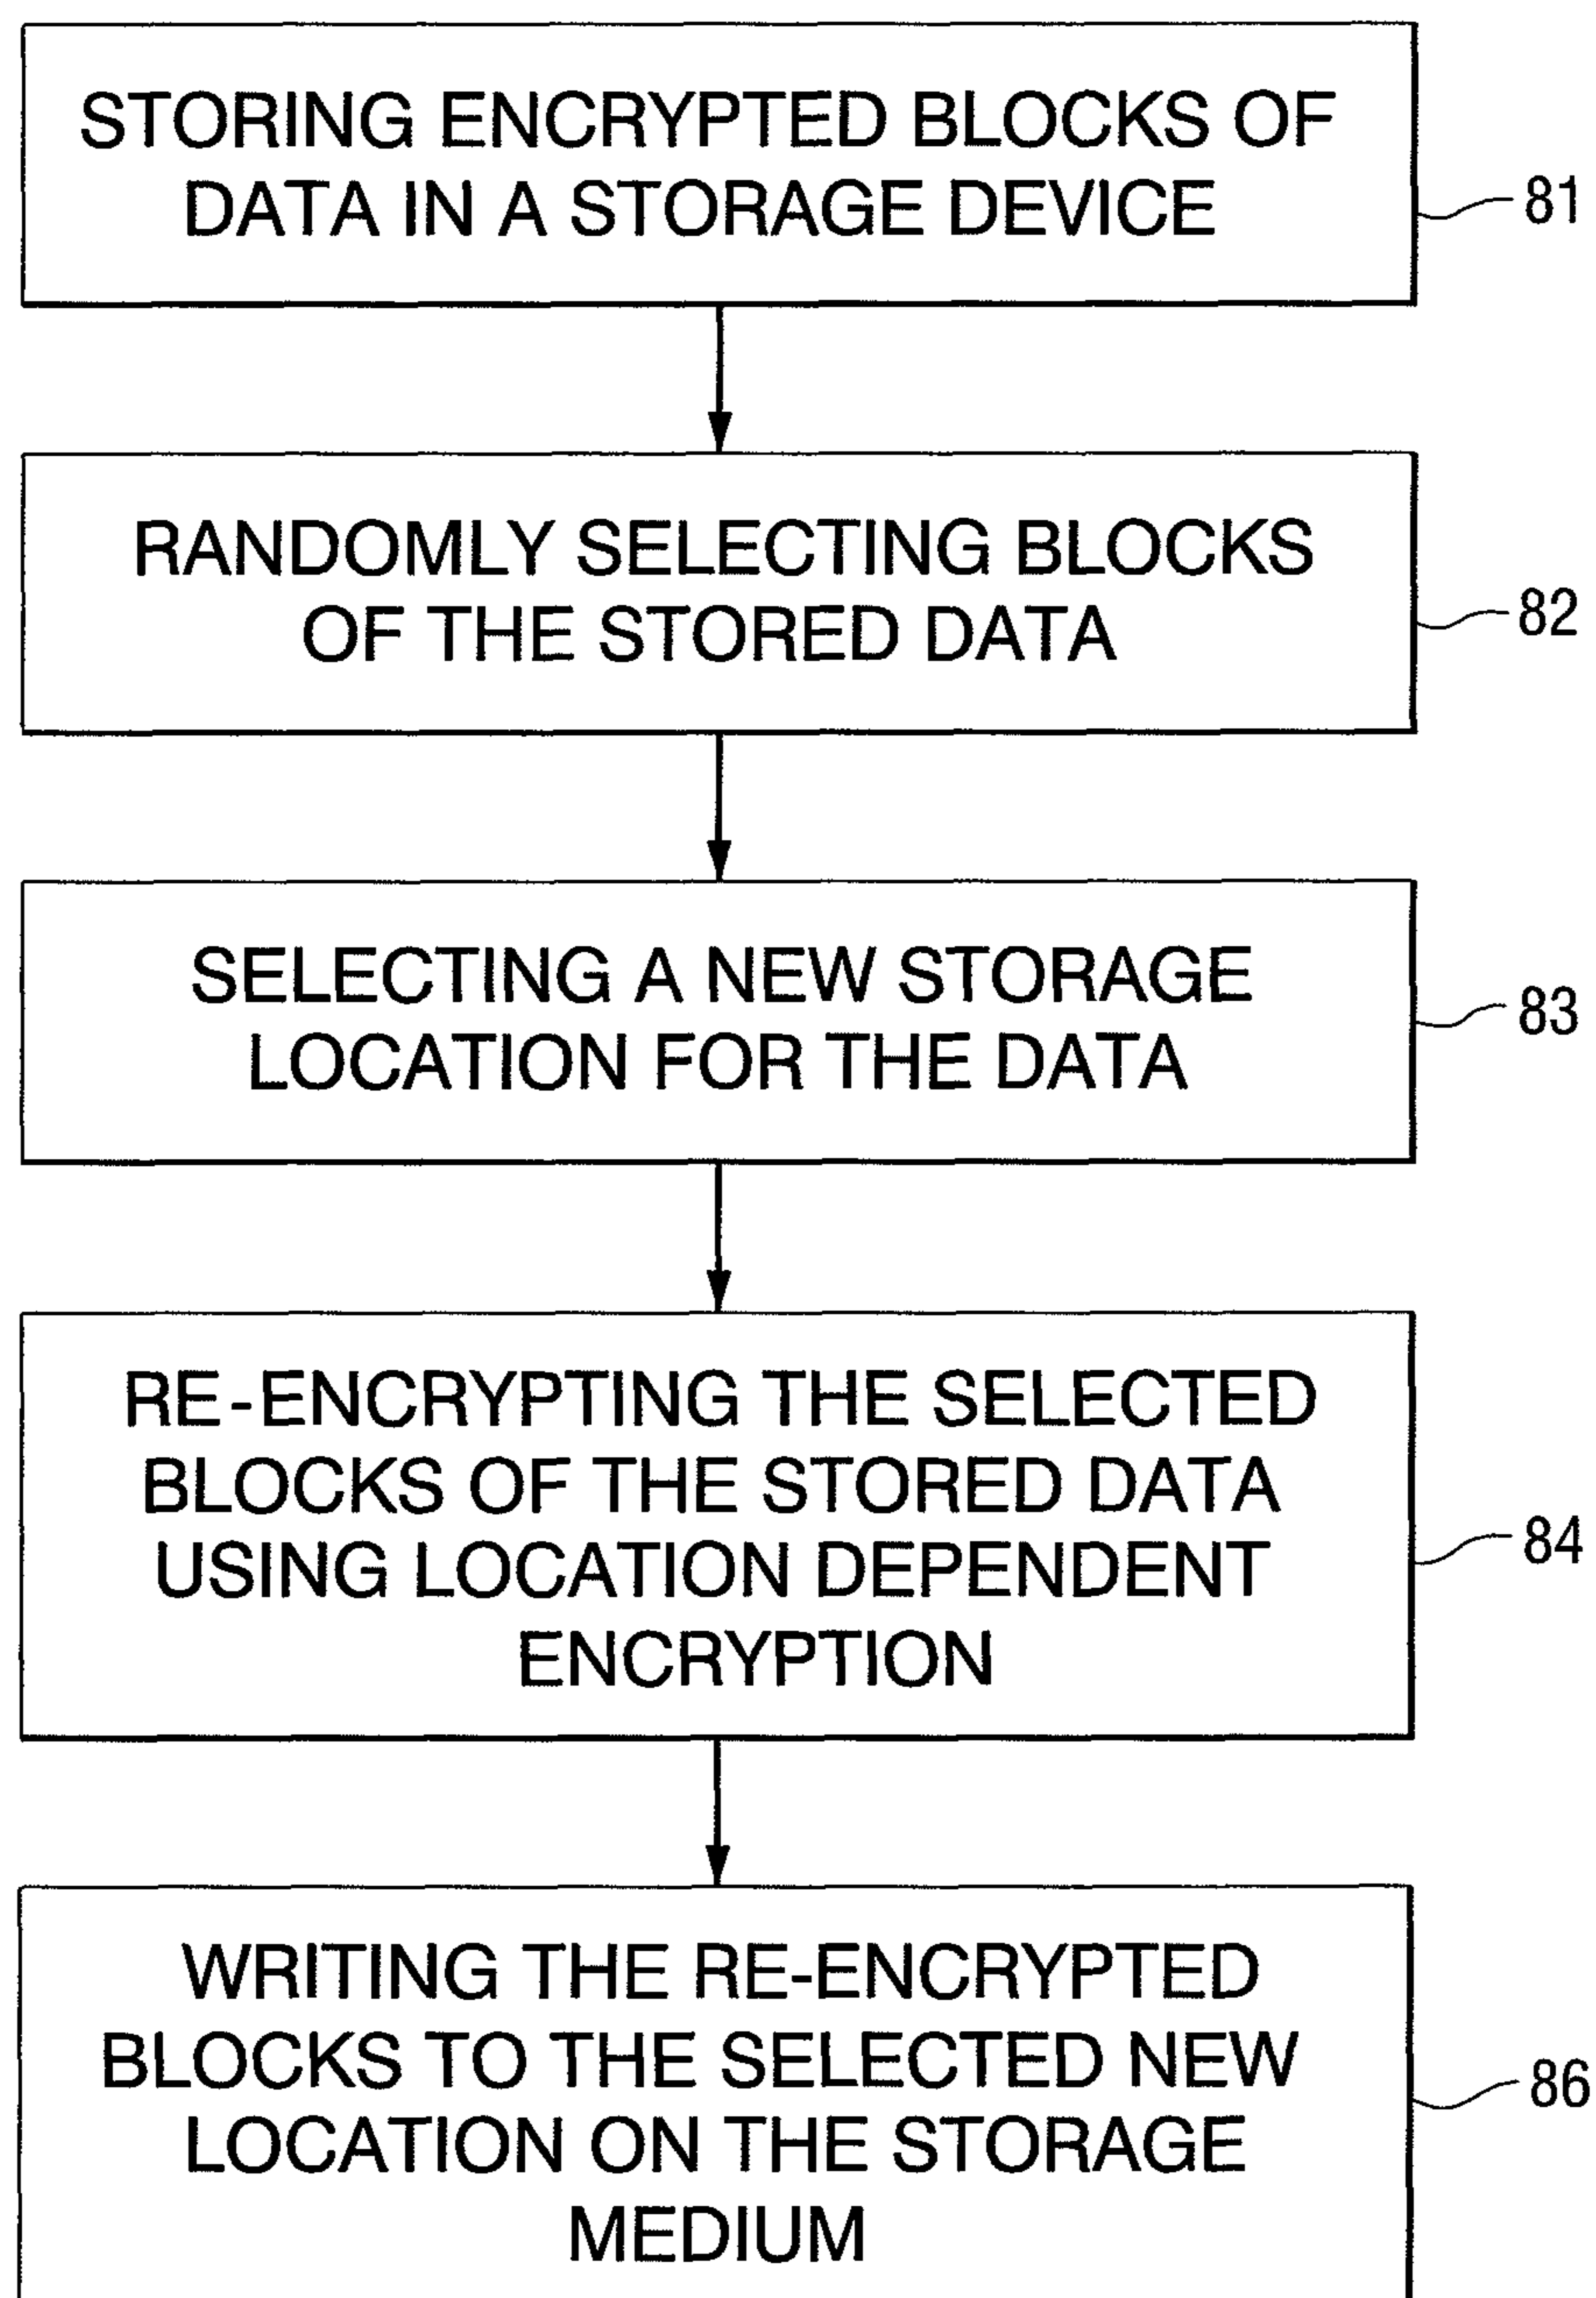 STORING ENCRYPTED BLOCKS OF
DATA IN A STORAGE DEVICE
81
RANDOMLY SELECTING BLOCKS
OF THE STORED DATA
82
SELECTING A NEW STORAGE
LOCATION FOR THE DATA
83
RE-ENCRYPTING THE SELECTED
BLOCKS OF THE STORED DATA
USING LOCATION DEPENDENT
ENCRYPTION
84
WRITING THE RE-ENCRYPTED
BLOCKS TO THE SELECTED NEW
LOCATION ON THE STORAGE
MEDIUM
86